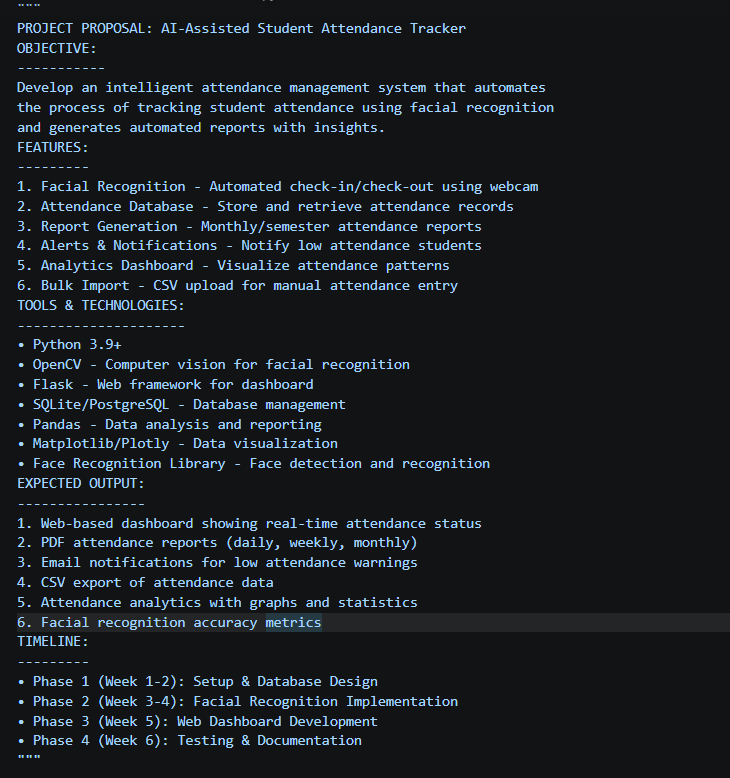 """
PROJECT PROPOSAL: AI-Assisted Student Attendance Tracker
OBJECTIVE:
-----------
Develop an intelligent attendance management system that automates
the process of tracking student attendance using facial recognition
and generates automated reports with insights.
FEATURES:
---------
1. Facial Recognition - Automated check-in/check-out using webcam
2. Attendance Database - Store and retrieve attendance records
3. Report Generation - Monthly/semester attendance reports
4. Alerts & Notifications - Notify low attendance students
5. Analytics Dashboard - Visualize attendance patterns
6. Bulk Import - CSV upload for manual attendance entry
TOOLS & TECHNOLOGIES:
---------------------
• Python 3.9+
• OpenCV - Computer vision for facial recognition
• Flask - Web framework for dashboard
• SQLite/PostgreSQL - Database management
• Pandas - Data analysis and reporting
• Matplotlib/Plotly - Data visualization
• Face Recognition Library - Face detection and recognition
EXPECTED OUTPUT:
----------------
1. Web-based dashboard showing real-time attendance status
2. PDF attendance reports (daily, weekly, monthly)
3. Email notifications for low attendance warnings
4. CSV export of attendance data
5. Attendance analytics with graphs and statistics
6. Facial recognition accuracy metrics
TIMELINE:
---------
• Phase 1 (Week 1-2): Setup & Database Design
• Phase 2 (Week 3-4): Facial Recognition Implementation
• Phase 3 (Week 5): Web Dashboard Development
• Phase 4 (Week 6): Testing & Documentation
"""